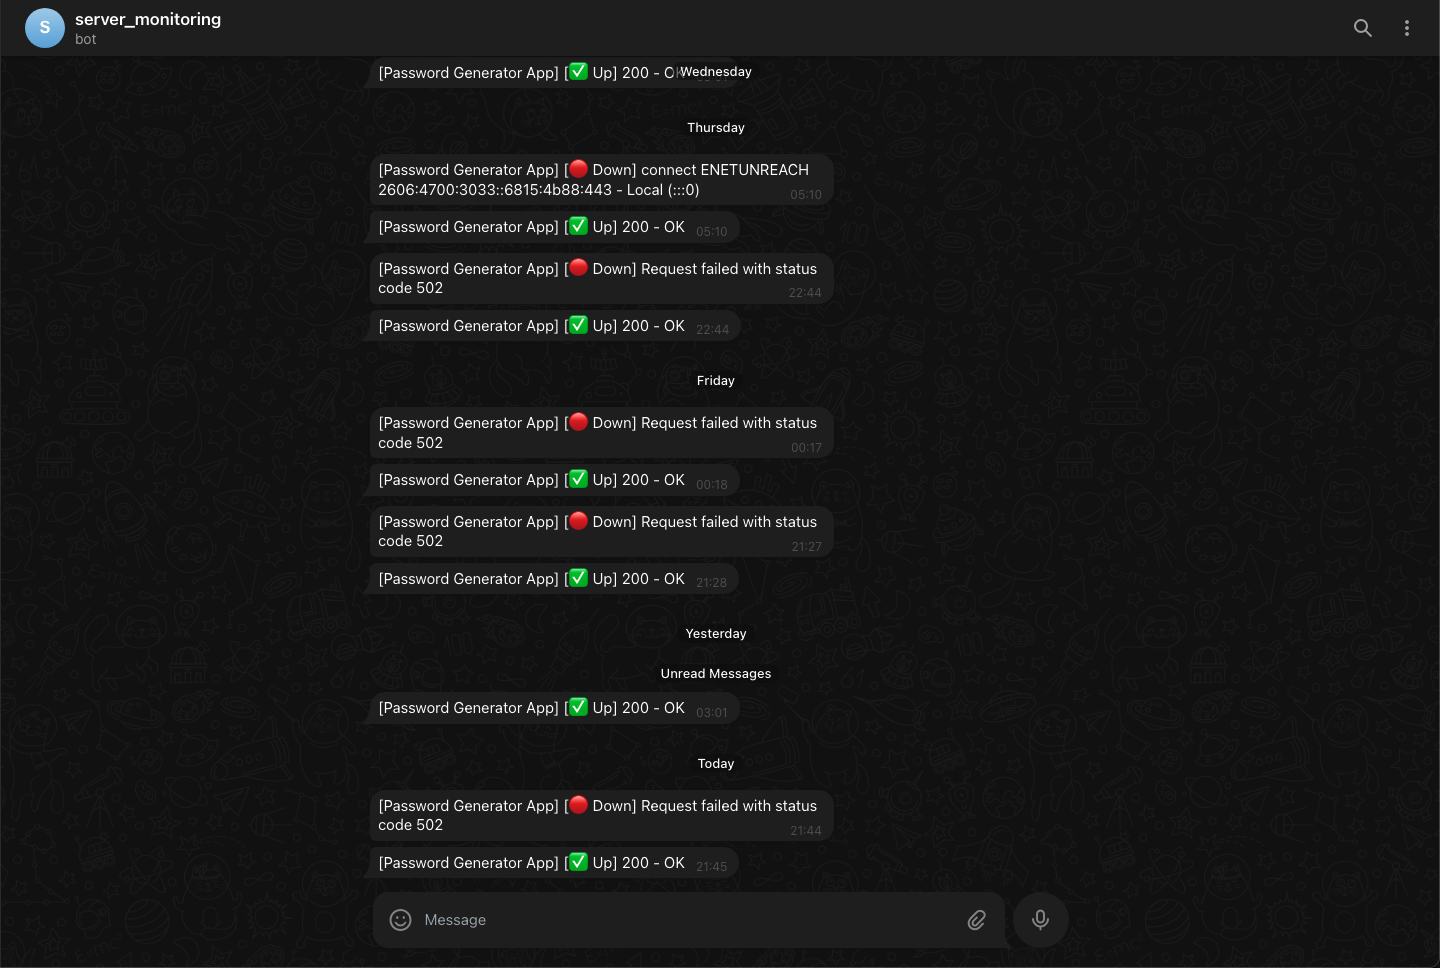 S
server_monitoring
bot
[Password Generator App] [✅ Up] 200 - OK
Wednesday
Thursday
[Password Generator App] [🔴 Down] connect ENETUNREACH
2606:4700:3033::6815:4b88:443 - Local (:::0)
05:10
[Password Generator App] [✅ Up] 200 - OK 05:10
[Password Generator App] [🔴 Down] Request failed with status
code 502
22:44
[Password Generator App] [✅ Up] 200 - OK 22:44
Friday
[Password Generator App] [🔴 Down] Request failed with status
code 502
00:17
[Password Generator App] [✅ Up] 200 - OK 00:18
[Password Generator App] [🔴 Down] Request failed with status
code 502
21:27
[Password Generator App] [✅ Up] 200 - OK 21:28
Yesterday
Unread Messages
[Password Generator App] [✅ Up] 200 - OK 03:01
Today
[Password Generator App] [🔴 Down] Request failed with status
code 502
21:44
[Password Generator App] [✅ Up] 200 - OK 21:45
Message